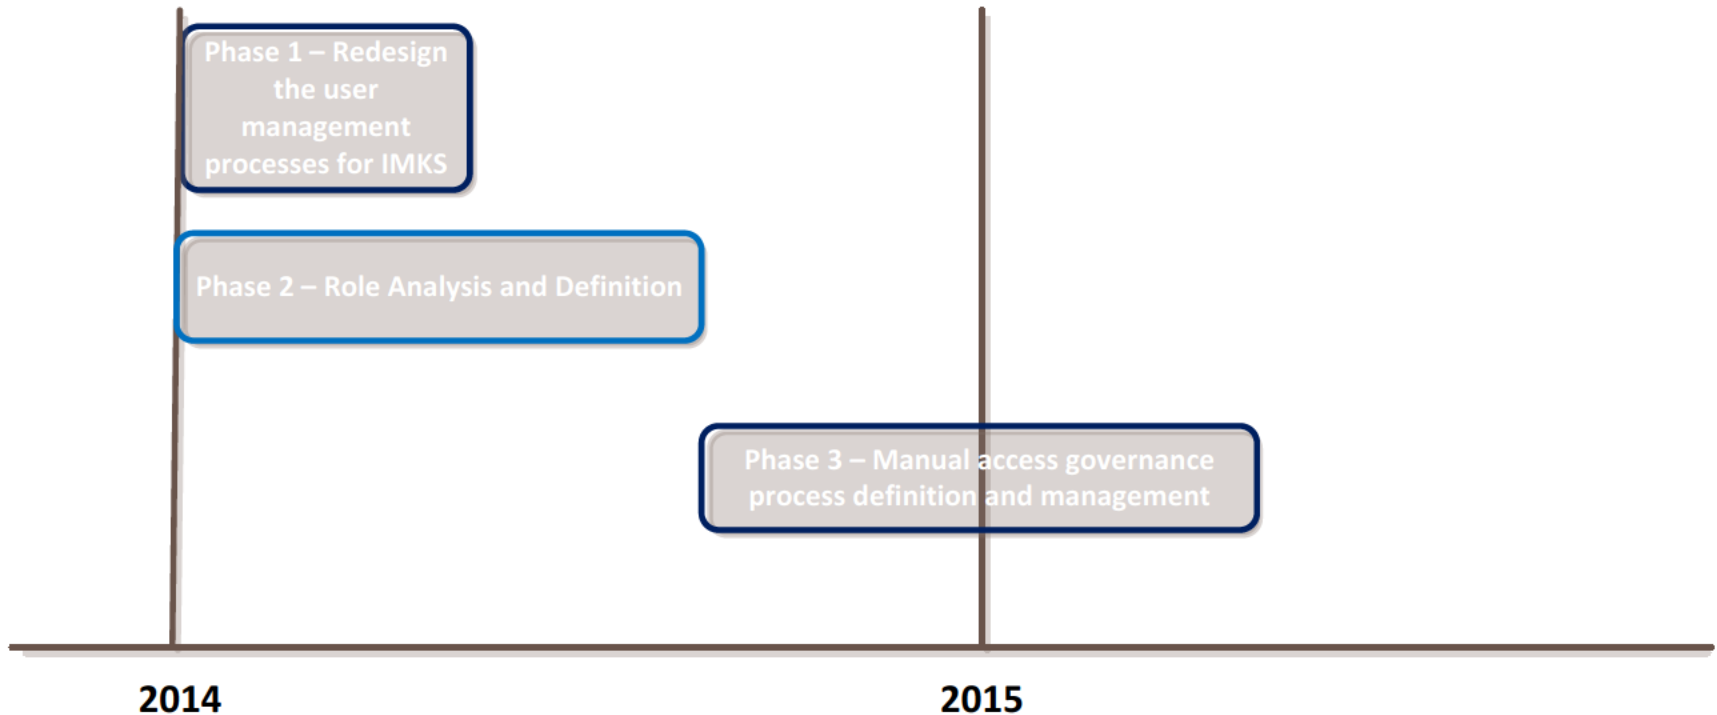 Phase 1 – Redesign
the user
management
processes for IMKS
Phase 2 – Role Analysis and Definition
Phase 3 – Manual access governance
process definition and management
2014
2015